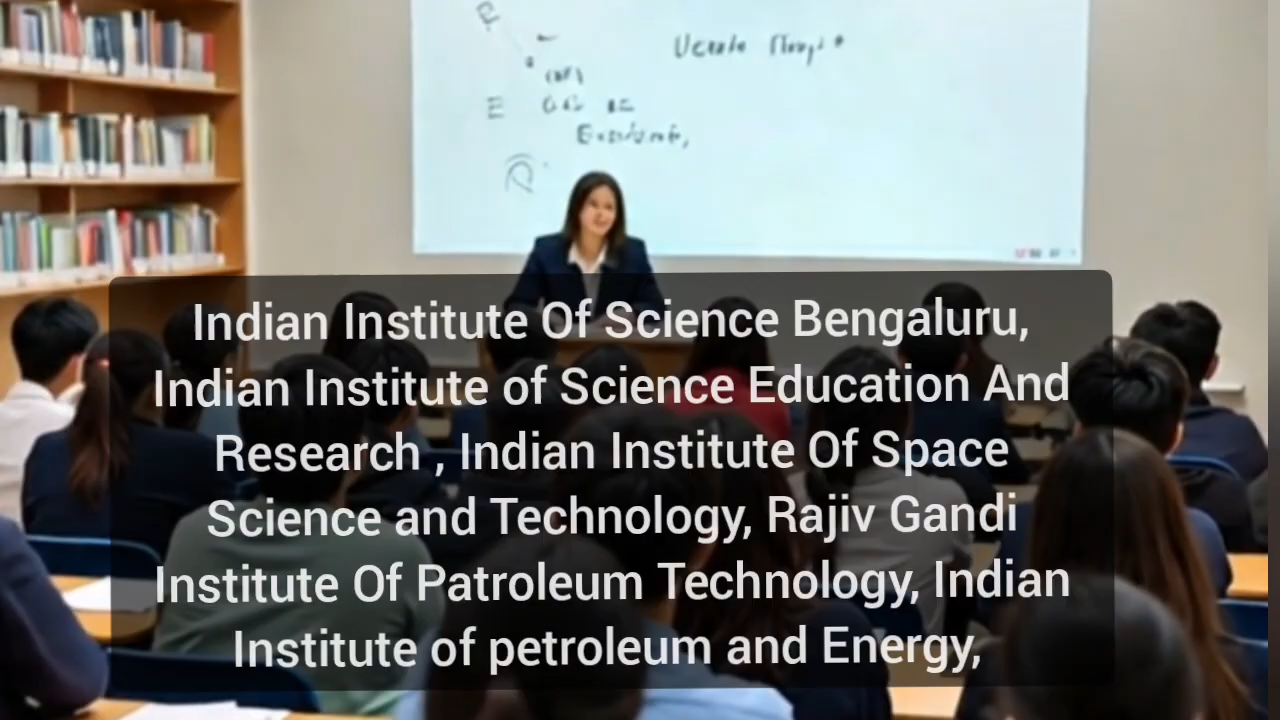 Indian Institute Of Science Bengaluru,
Indian Institute of Science Education And
Research , Indian Institute Of Space
Science and Technology, Rajiv Gandi
Institute Of Patroleum Technology, Indian
Institute of petroleum and Energy,